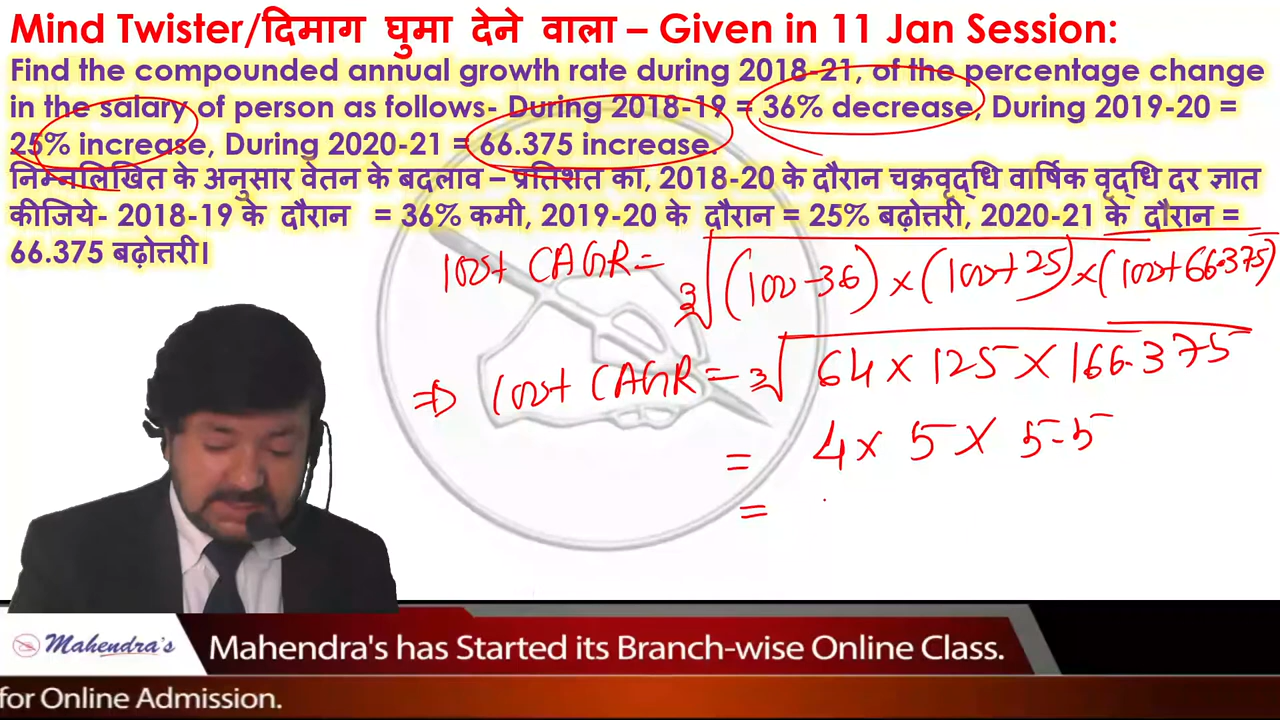 Mind Twister/दिमाग घुमा देने वाला – Given in 11 Jan Session:
Find the compounded annual growth rate during 2018-21, of the percentage change
in the salary of person as follows- During 2018-19 = 36% decrease, During 2019-20 =
25% increase, During 2020-21 = 66.375 increase.
निम्नलिखित के अनुसार वेतन के बदलाव – प्रतिशत का, 2018-20 के दौरान चक्रवृद्धि वार्षिक वृद्धि दर ज्ञात
कीजिये- 2018-19 के दौरान = 36% कमी, 2019-20 के दौरान = 25% बढ़ोत्तरी, 2020-21 के दौरान =
66.375 बढ़ोत्तरी।
100+ CAGR = ∛(100-36) × (100+25) × (100+66.375)
⇒ 100+ CAGR = ∛64 × 125 × 166.375
= 4 × 5 × 5.5
=
Mahendra's Mahendra's has Started its Branch-wise Online Class.
for Online Admission.